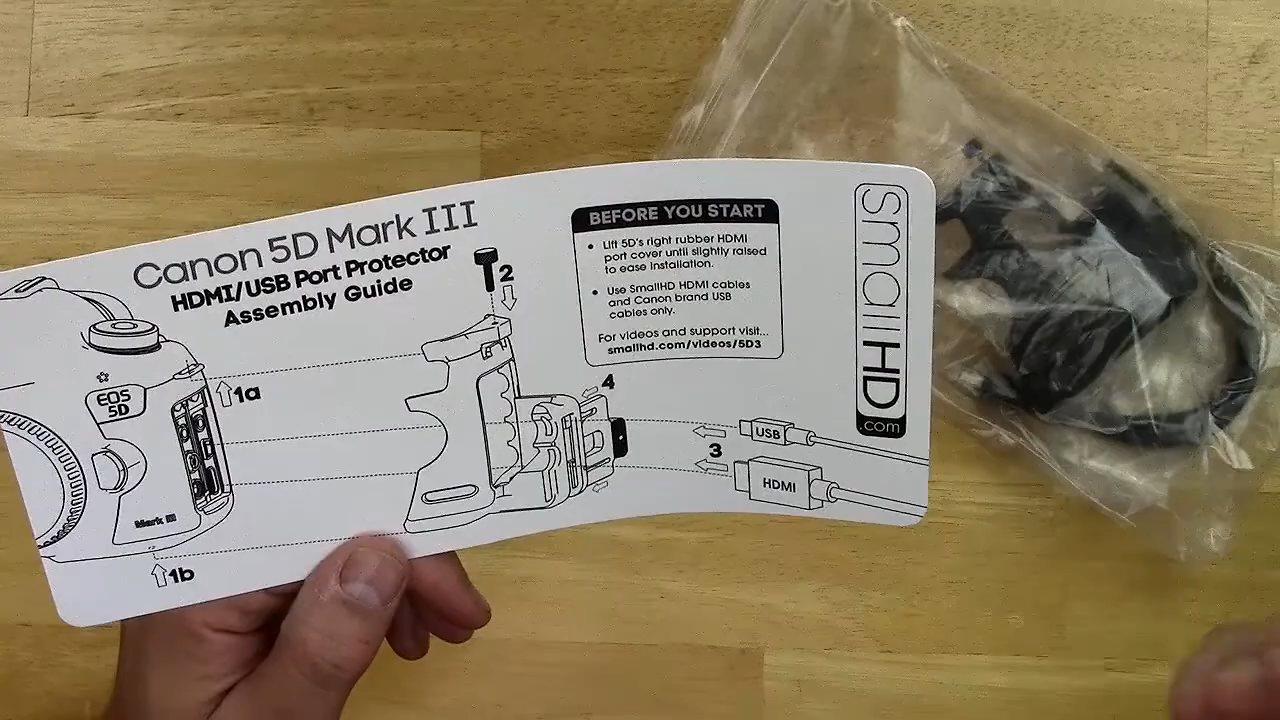 Canon 5D Mark III
HDMI/USB Port Protector
Assembly Guide
BEFORE YOU START
• Lift 5D's right rubber HDMI
port cover until slightly raised
to ease installation.
• Use SmallHD HDMI cables
and Canon brand USB
cables only.
For videos and support visit...
smallhd.com/videos/5D3
smallHD
.com
2
1a
EOS
5D
4
USB
3
HDMI
Mark III
1b